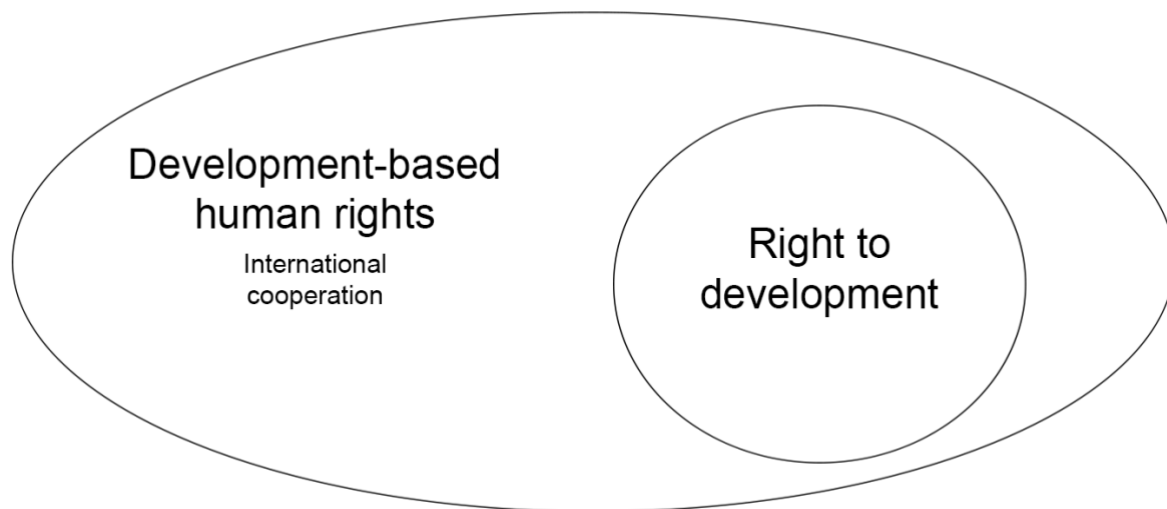 Development-based
human rights
International
cooperation
Right to
development